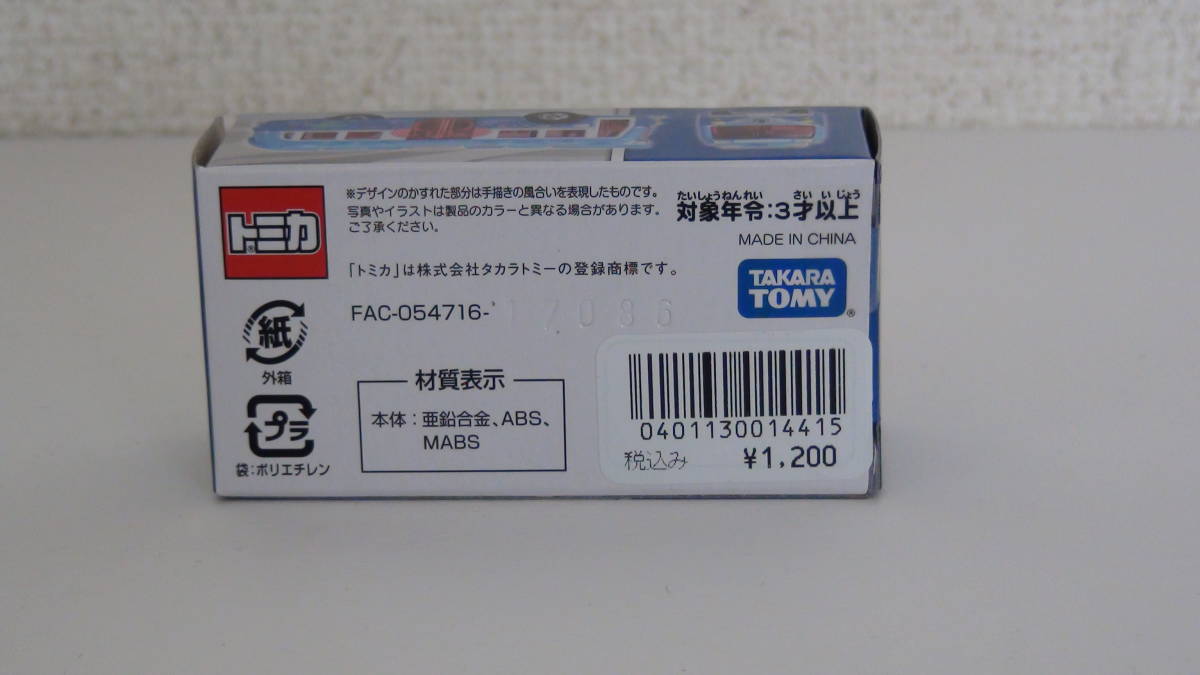 トミカ
®
※デザインのかすれた部分は手描きの風合いを表現したものです。
写真やイラストは製品のカラーと異なる場合があります。
ご了承ください。
たいしょうねんれい さい いじょう
対象年令:3才以上
MADE IN CHINA
「トミカ」は株式会社タカラトミーの登録商標です。
TAKARA
TOMY
®
FAC-054716-
17086
紙
外箱
プラ
袋:ポリエチレン
材質表示
本体:亜鉛合金、ABS、
MABS
0401130014415
税込み ¥1,200